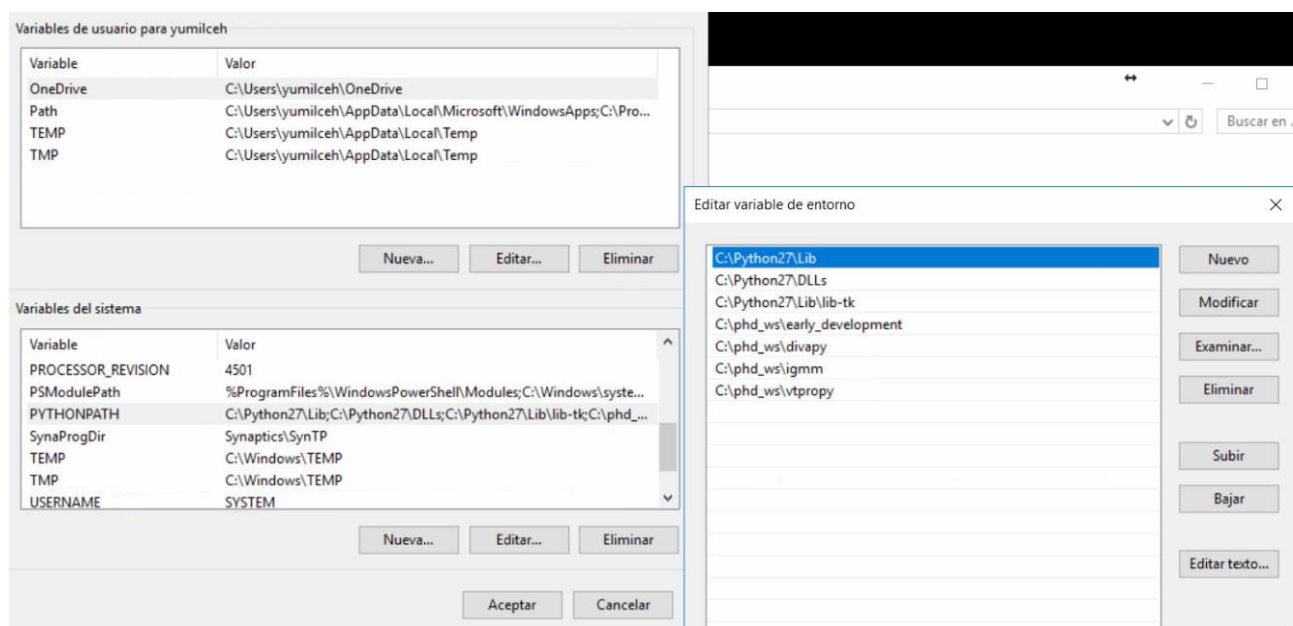 Variables de usuario para yumilceh
Variable Valor
OneDrive C:\Users\yumilceh\OneDrive
Path C:\Users\yumilceh\AppData\Local\Microsoft\WindowsApps;C:\Pro...
TEMP C:\Users\yumilceh\AppData\Local\Temp
TMP C:\Users\yumilceh\AppData\Local\Temp
Nueva... Editar... Eliminar
Variables del sistema
Variable Valor
PROCESSOR_REVISION 4501
PSModulePath %ProgramFiles%\WindowsPowerShell\Modules;C:\Windows\syste...
PYTHONPATH C:\Python27\Lib;C:\Python27\DLLs;C:\Python27\Lib\lib-tk;C:\phd_...
SynaProgDir Synaptics\SynTP
TEMP C:\Windows\TEMP
TMP C:\Windows\TEMP
USERNAME SYSTEM
Nueva... Editar... Eliminar
Aceptar Cancelar
Buscar en .
Editar variable de entorno
C:\Python27\Lib
C:\Python27\DLLs
C:\Python27\Lib\lib-tk
C:\phd_ws\early_development
C:\phd_ws\divapy
C:\phd_ws\igmm
C:\phd_ws\vtpropy
Nuevo
Modificar
Examinar...
Eliminar
Subir
Bajar
Editar texto...